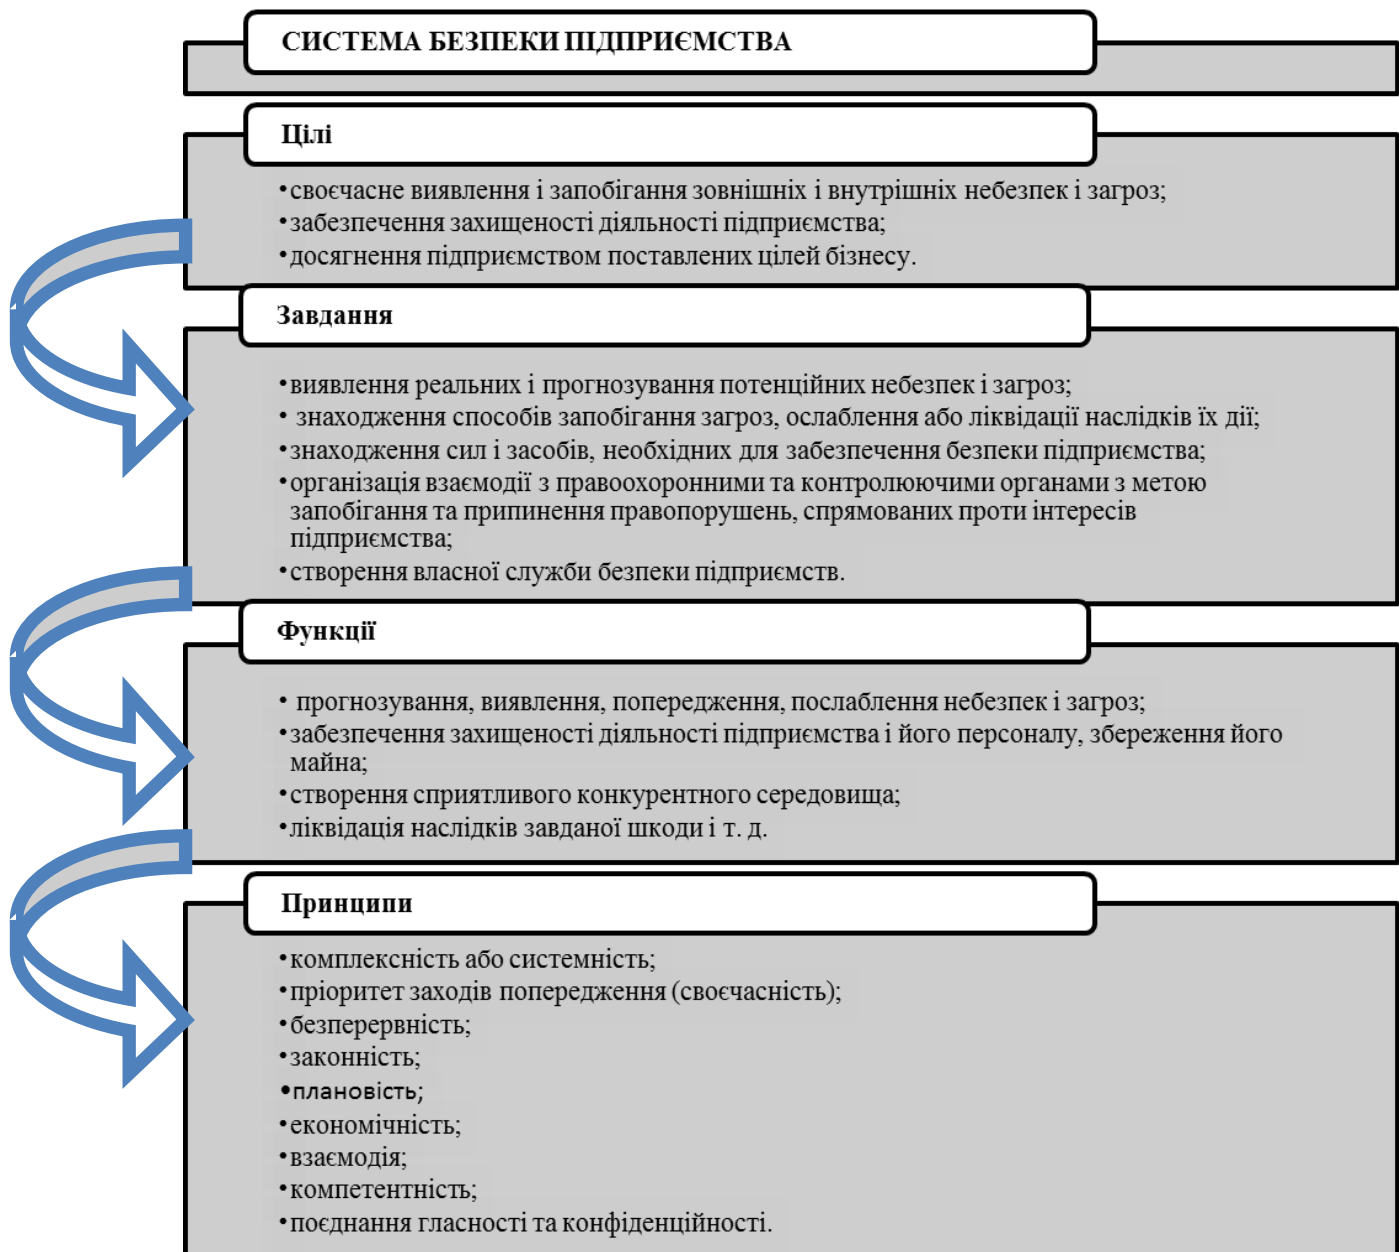 СИСТЕМА БЕЗПЕКИ ПІДПРИЄМСТВА
Цілі
•своєчасне виявлення і запобігання зовнішніх і внутрішніх небезпек і загроз;
•забезпечення захищеності діяльності підприємства;
•досягнення підприємством поставлених цілей бізнесу.
Завдання
•виявлення реальних і прогнозування потенційних небезпек і загроз;
• знаходження способів запобігання загроз, ослаблення або ліквідації наслідків їх дії;
•знаходження сил і засобів, необхідних для забезпечення безпеки підприємства;
•організація взаємодії з правоохоронними та контролюючими органами з метою
запобігання та припинення правопорушень, спрямованих проти інтересів
підприємства;
•створення власної служби безпеки підприємств.
Функції
• прогнозування, виявлення, попередження, послаблення небезпек і загроз;
•забезпечення захищеності діяльності підприємства і його персоналу, збереження його
майна;
•створення сприятливого конкурентного середовища;
•ліквідація наслідків завданої шкоди і т. д.
Принципи
•комплексність або системність;
•пріоритет заходів попередження (своєчасність);
•безперервність;
•законність;
•плановість;
•економічність;
•взаємодія;
•компетентність;
•поєднання гласності та конфіденційності.